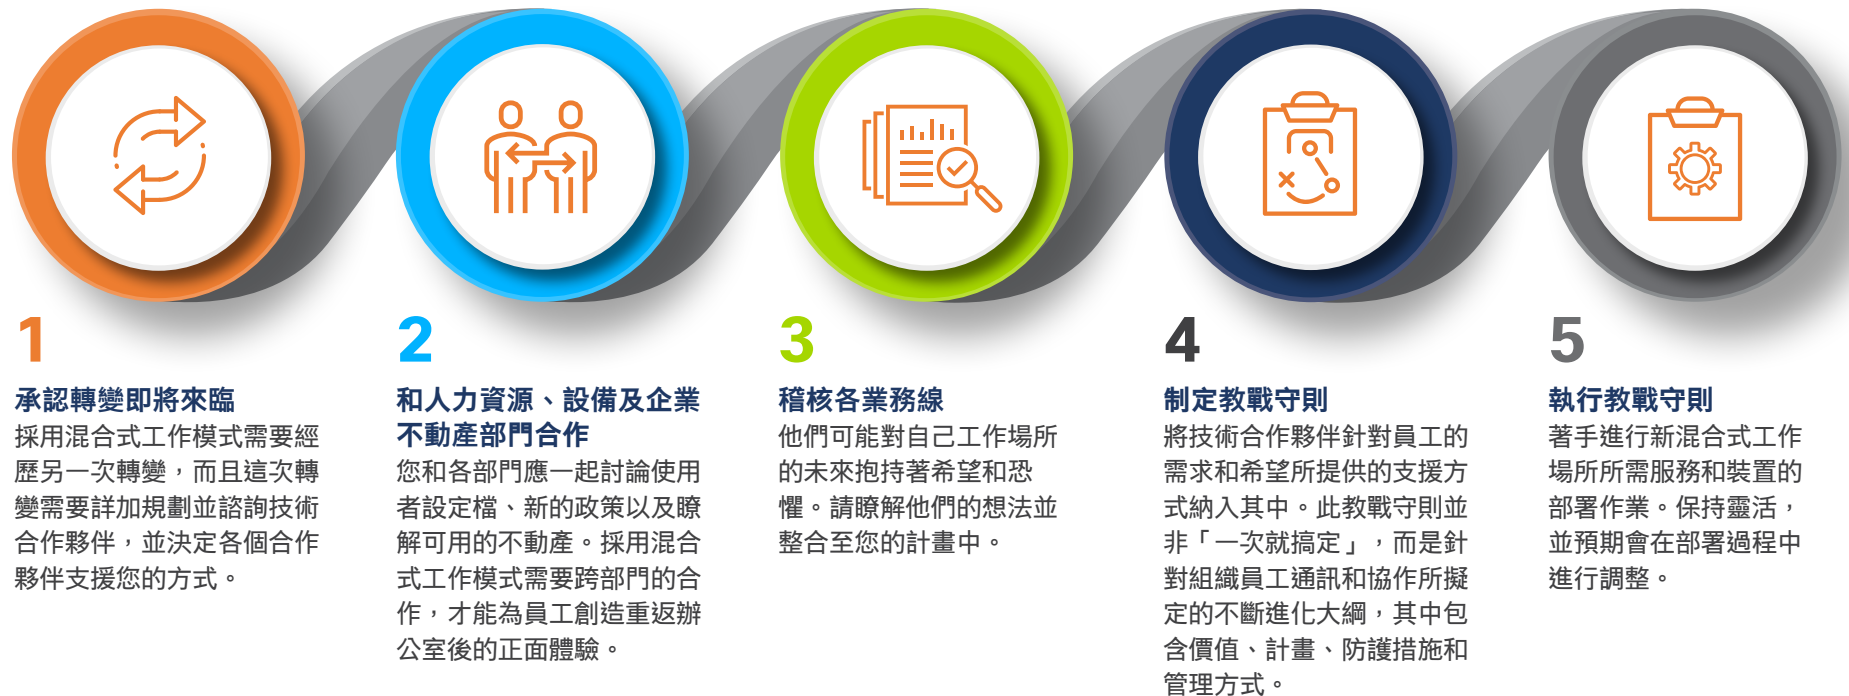 1
承認轉變即將來臨
採用混合式工作模式需要經
歷另一次轉變，而且這次轉
變需要詳加規劃並諮詢技術
合作夥伴，並決定各個合作
夥伴支援您的方式。
2
和人力資源、設備及企業
不動產部門合作
您和各部門應一起討論使用
者設定檔、新的政策以及瞭
解可用的不動產。採用混合
式工作模式需要跨部門的合
作，才能為員工創造重返辦
公室後的正面體驗。
3
稽核各業務線
他們可能對自己工作場所
的未來抱持著希望和恐
懼。請瞭解他們的想法並
整合至您的計畫中。
4
制定教戰守則
將技術合作夥伴針對員工的
需求和希望所提供的支援方
式納入其中。此教戰守則並
非「一次就搞定」，而是針
對組織員工通訊和協作所擬
定的不斷進化大綱，其中包
含價值、計畫、防護措施和
管理方式。
5
執行教戰守則
著手進行新混合式工作
場所所需服務和裝置的
部署作業。保持靈活，
並預期會在部署過程中
進行調整。